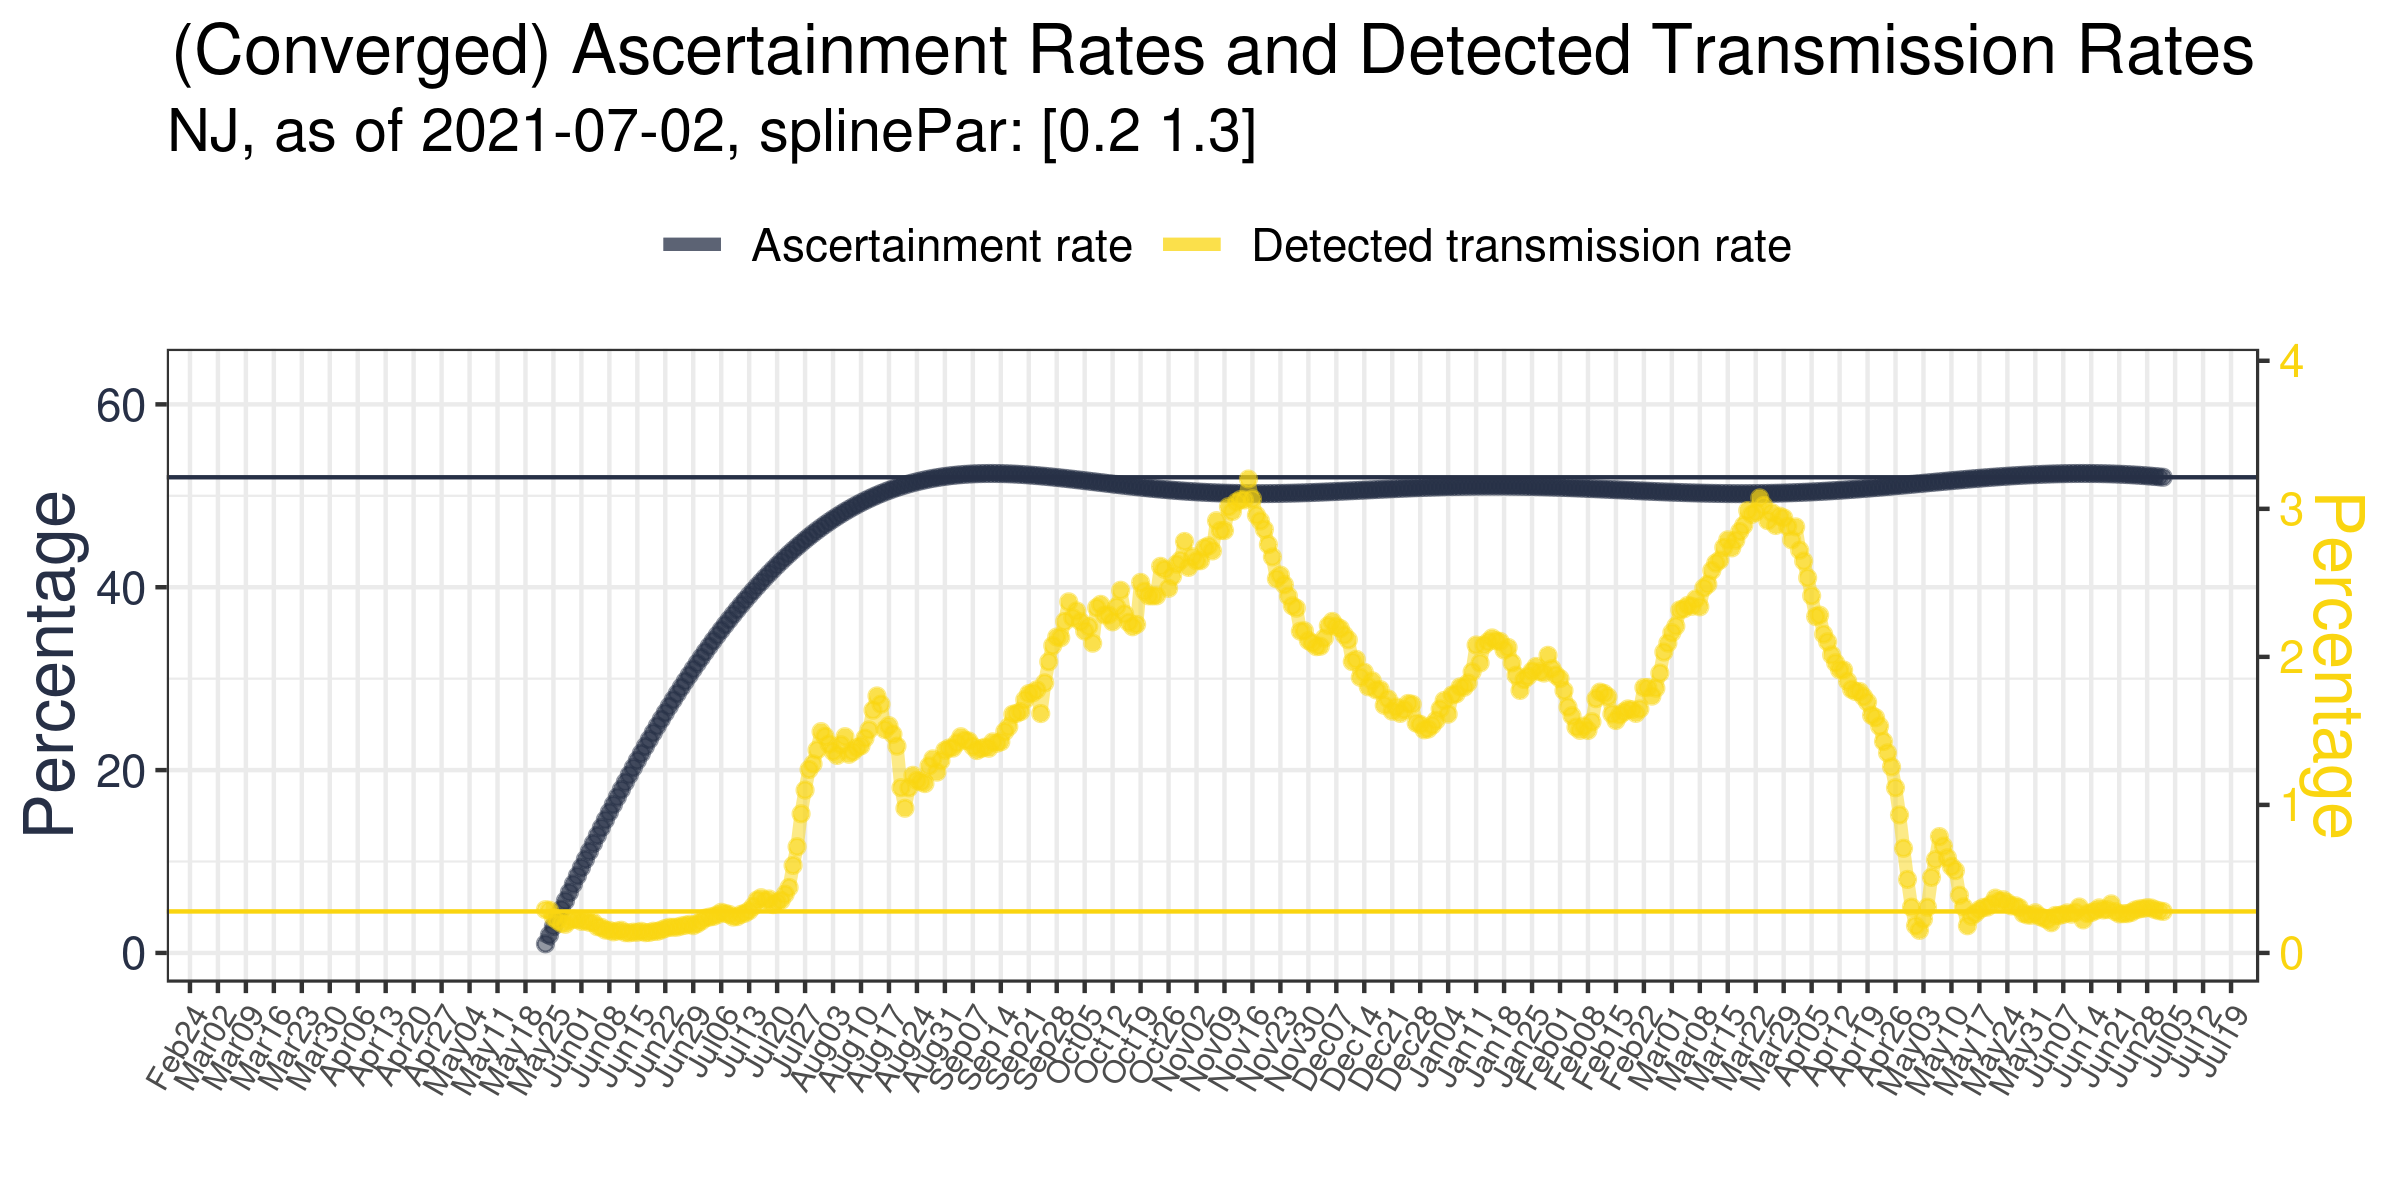 (Converged) Ascertainment Rates and Detected Transmission Rates
NJ, as of 2021-07-02, splinePar: [0.2 1.3]
Ascertainment rate
Detected transmission rate
Percentage
60
40
20
0
4
3
2
1
0
Percentage
Feb24
Mar02
Mar09
Mar16
Mar23
Mar30
Apr06
Apr13
Apr20
Apr27
May04
May11
May18
May25
Jun01
Jun08
Jun15
Jun22
Jun29
Jul06
Jul13
Jul20
Jul27
Aug03
Aug10
Aug17
Aug24
Aug31
Sep07
Sep14
Sep21
Sep28
Oct05
Oct12
Oct19
Oct26
Nov02
Nov09
Nov16
Nov23
Nov30
Dec07
Dec14
Dec21
Dec28
Jan04
Jan11
Jan18
Jan25
Feb01
Feb08
Feb15
Feb22
Mar01
Mar08
Mar15
Mar22
Mar29
Apr05
Apr12
Apr19
Apr26
May03
May10
May17
May24
May31
Jun07
Jun14
Jun21
Jun28
Jul05
Jul12
Jul19